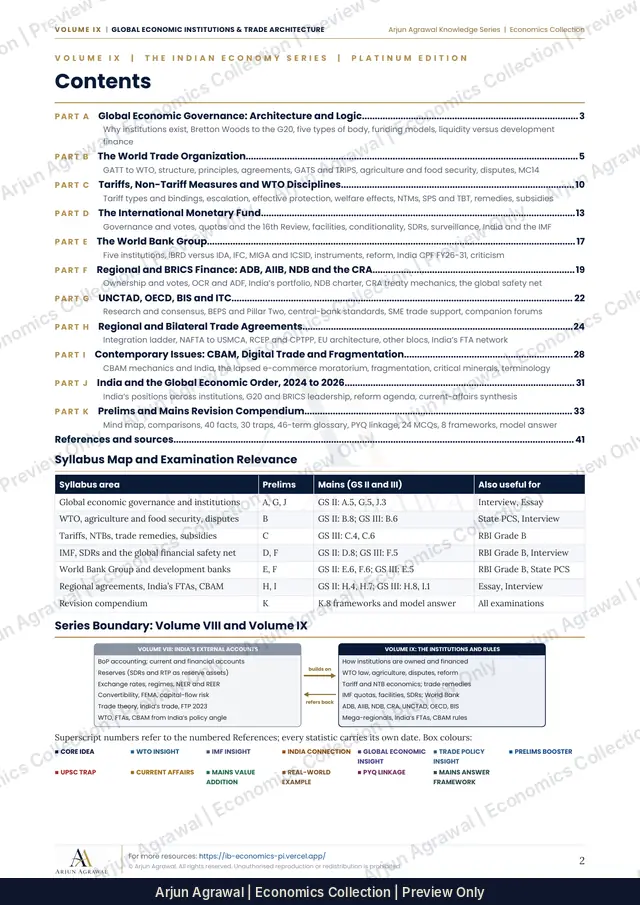 VOLUME IX | GLOBAL ECONOMIC INSTITUTIONS & TRADE ARCHITECTURE
Arjun Agrawal Knowledge Series | Economics Collection
VOLUME IX | THE INDIAN ECONOMY SERIES | PLATINUM EDITION
Contents
PART A Global Economic Governance: Architecture and Logic 3
Why institutions exist, Bretton Woods to the G20, five types of body, funding models, liquidity versus development
finance
PART B The World Trade Organization 5
GATT to WTO, structure, principles, agreements, GATS and TRIPS, agriculture and food security, disputes, MC14
PART C Tariffs, Non-Tariff Measures and WTO Disciplines 10
Tariff types and bindings, escalation, effective protection, welfare effects, NTMs, SPS and TBT, remedies, subsidies
PART D The International Monetary Fund 13
Governance and votes, quotas and the 16th Review, facilities, conditionality, SDRs, surveillance, India and the IMF
PART E The World Bank Group 17
Five institutions, IBRD versus IDA, IFC, MIGA and ICSID, instruments, reform, India CPF FY26-31, criticism
PART F Regional and BRICS Finance: ADB, AIIB, NDB and the CRA 19
Ownership and votes, OCR and ADF, India's portfolio, NDB charter, CRA treaty mechanics, the global safety net
PART G UNCTAD, OECD, BIS and ITC 22
Research and consensus, BEPS and Pillar Two, central-bank standards, SME trade support, companion forums
PART H Regional and Bilateral Trade Agreements 24
Integration ladder, NAFTA to USMCA, RCEP and CPTPP, EU architecture, other blocs, India's FTA network
PART I Contemporary Issues: CBAM, Digital Trade and Fragmentation 28
CBAM mechanics and India, the lapsed e-commerce moratorium, fragmentation, critical minerals, terminology
PART J India and the Global Economic Order, 2024 to 2026 31
India's positions across institutions, G20 and BRICS leadership, reform agenda, current-affairs synthesis
PART K Prelims and Mains Revision Compendium 33
Mind map, comparisons, 40 facts, 30 traps, 46-term glossary, PYQ linkage, 24 MCQs, 8 frameworks, model answer
References and sources 41
Syllabus Map and Examination Relevance
Syllabus area Prelims Mains (GS II and III) Also useful for
Global economic governance and institutions A, G, J GS II: A.5, G.5, J.3 Interview, Essay
WTO, agriculture and food security, disputes B GS II: B.8; GS III: B.6 State PCS, Interview
Tariffs, NTBs, trade remedies, subsidies C GS III: C.4, C.6 RBI Grade B
IMF, SDRs and the global financial safety net D, F GS II: D.8; GS III: F.5 RBI Grade B, Interview
World Bank Group and development banks E, F GS II: E.6, F.6; GS III: E.5 RBI Grade B, State PCS
Regional agreements, India's FTAs, CBAM H, I GS II: H.4, H.7; GS III: H.8, I.1 Essay, Interview
Revision compendium K K.8 frameworks and model answer All examinations
Series Boundary: Volume VIII and Volume IX
VOLUME VIII: INDIA'S EXTERNAL ACCOUNTS
BoP accounting; current and financial accounts
Reserves (SDRs and RTP as reserve assets)
Exchange rates, regimes, NEER and REER
Convertibility, FEMA, capital-flow risk
Trade theory, India's trade, FTP 2023
WTO, FTAs, CBAM from India's policy angle
builds on
refers back
VOLUME IX: THE INSTITUTIONS AND RULES
How institutions are owned and financed
WTO law, agriculture, disputes, reform
Tariff and NTB economics; trade remedies
IMF quotas, facilities, SDRs; World Bank
ADB, AIIB, NDB, CRA, UNCTAD, OECD, BIS
Mega-regionals, India's FTAs, CBAM rules
Superscript numbers refer to the numbered References; every statistic carries its own date. Box colours:
CORE IDEA WTO INSIGHT IMF INSIGHT INDIA CONNECTION GLOBAL ECONOMIC INSIGHT TRADE POLICY INSIGHT PRELIMS BOOSTER
UPSC TRAP CURRENT AFFAIRS MAINS VALUE ADDITION REAL-WORLD EXAMPLE PYQ LINKAGE MAINS ANSWER FRAMEWORK
ARJUN AGRAWAL
For more resources: https://ib-economics-pi.vercel.app/
© Arjun Agrawal. All rights reserved. Unauthorised reproduction or redistribution is prohibited.
2
Arjun Agrawal | Economics Collection | Preview Only